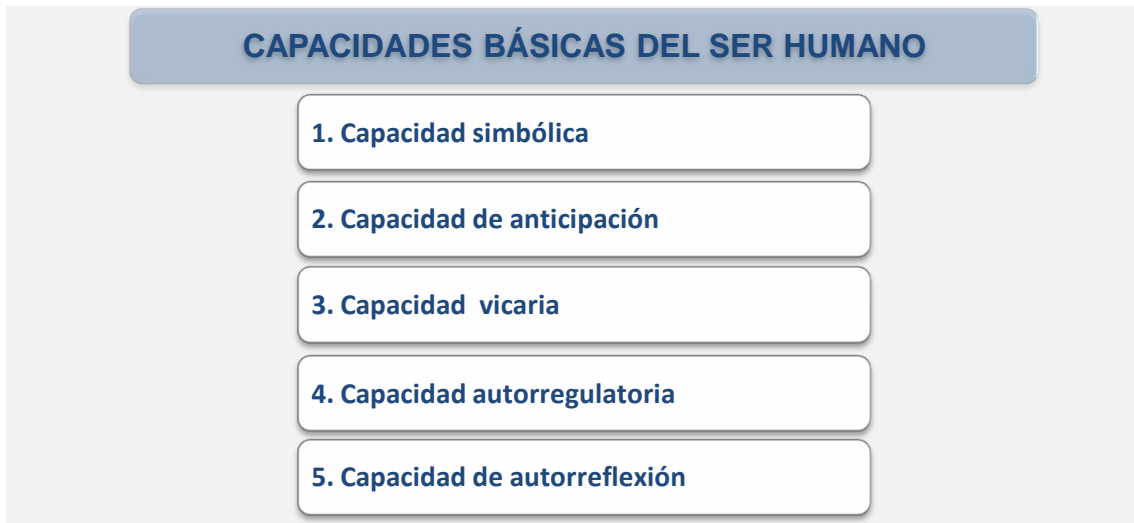 CAPACIDADES BÁSICAS DEL SER HUMANO
1. Capacidad simbólica
2. Capacidad de anticipación
3. Capacidad  vicaria
4. Capacidad autorregulatoria
5. Capacidad de autorreflexión